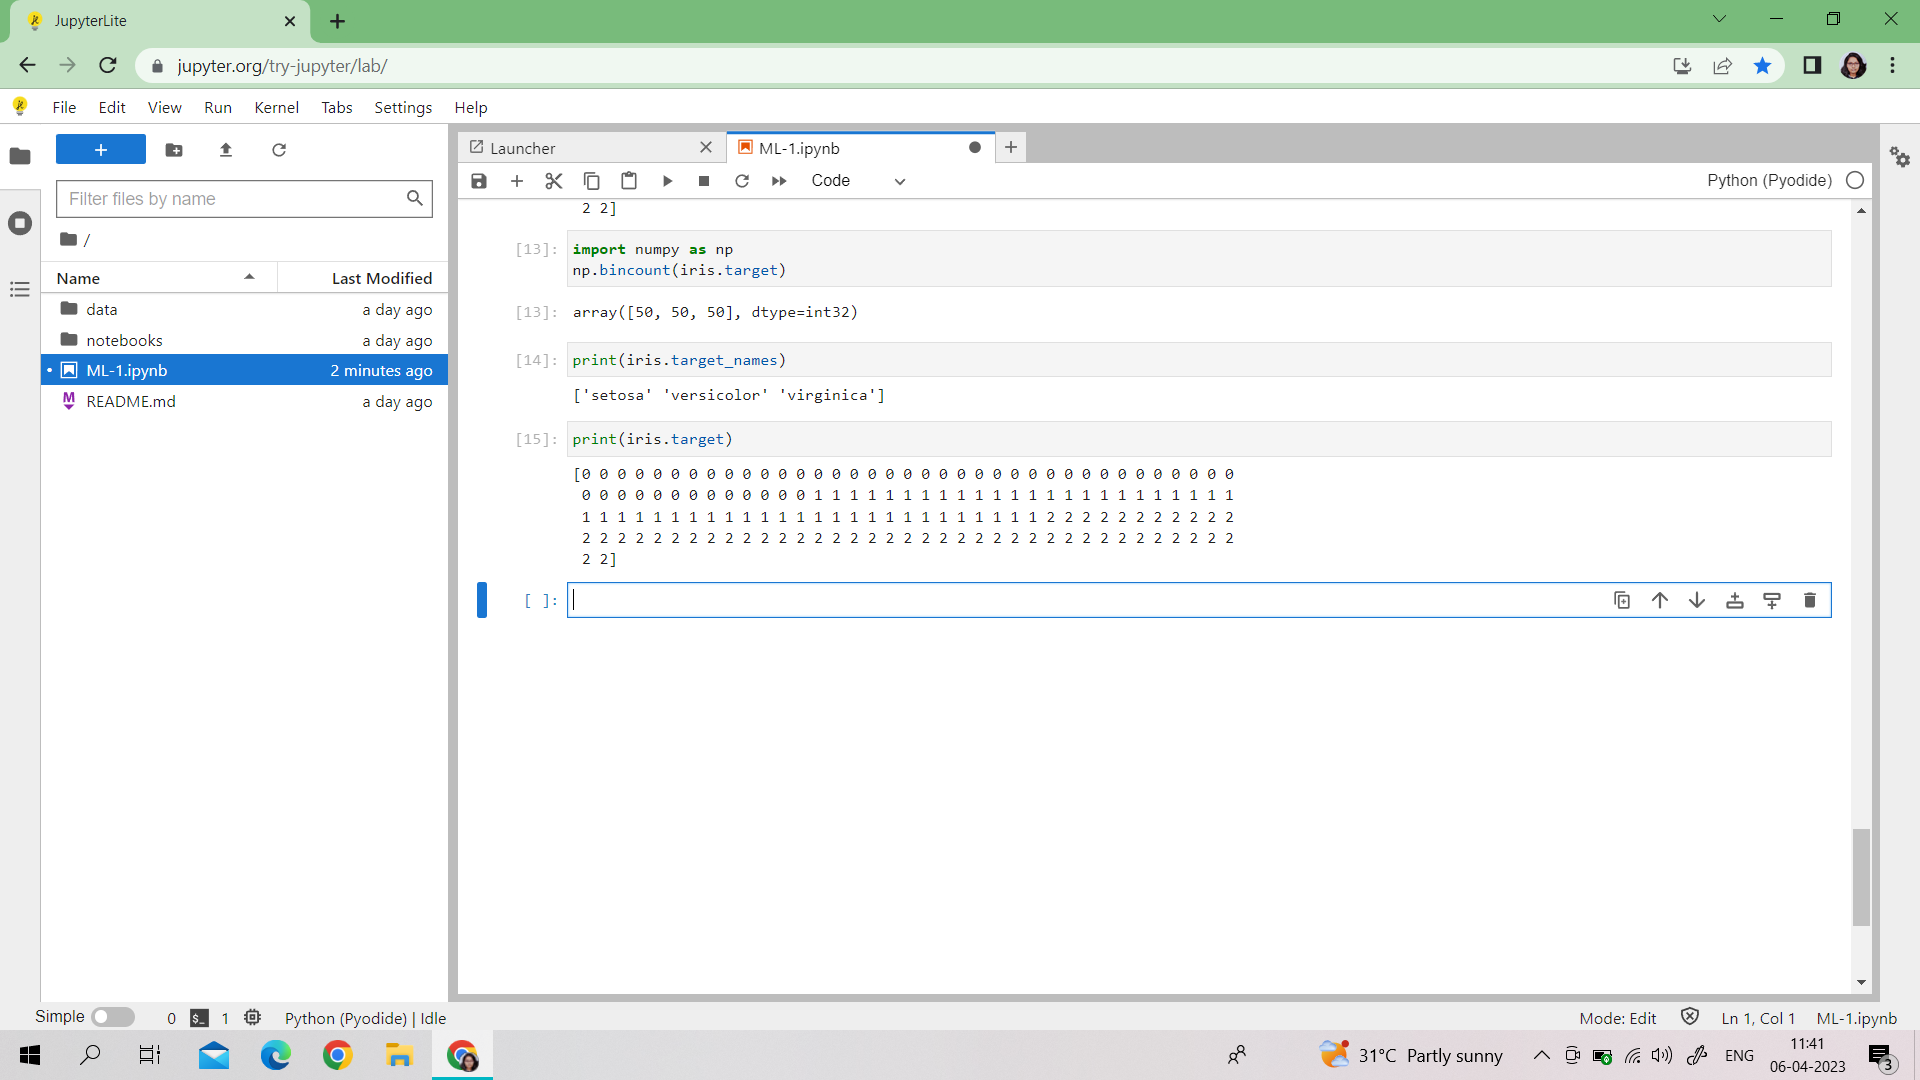 JupyterLite
jupyter.org/try-jupyter/lab/
File Edit View Run Kernel Tabs Settings Help
Launcher
ML-1.ipynb
Code
Python (Pyodide)
Filter files by name
/
Name Last Modified
data a day ago
notebooks a day ago
ML-1.ipynb 2 minutes ago
README.md a day ago
2 2]
[13]: import numpy as np
np.bincount(iris.target)
[13]: array([50, 50, 50], dtype=int32)
[14]: print(iris.target_names)
['setosa' 'versicolor' 'virginica']
[15]: print(iris.target)
[0 0 0 0 0 0 0 0 0 0 0 0 0 0 0 0 0 0 0 0 0 0 0 0 0 0 0 0 0 0 0 0 0 0 0 0 0
0 0 0 0 0 0 0 0 0 0 0 0 0 1 1 1 1 1 1 1 1 1 1 1 1 1 1 1 1 1 1 1 1 1 1 1 1
1 1 1 1 1 1 1 1 1 1 1 1 1 1 1 1 1 1 1 1 1 1 1 1 1 1 2 2 2 2 2 2 2 2 2 2 2
2 2 2 2 2 2 2 2 2 2 2 2 2 2 2 2 2 2 2 2 2 2 2 2 2 2 2 2 2 2 2 2 2 2 2 2 2
2 2]
[ ]:
Simple 0 $_ 1 Python (Pyodide) | Idle
Mode: Edit Ln 1, Col 1 ML-1.ipynb
31°C Partly sunny
ENG
11:41
06-04-2023
3